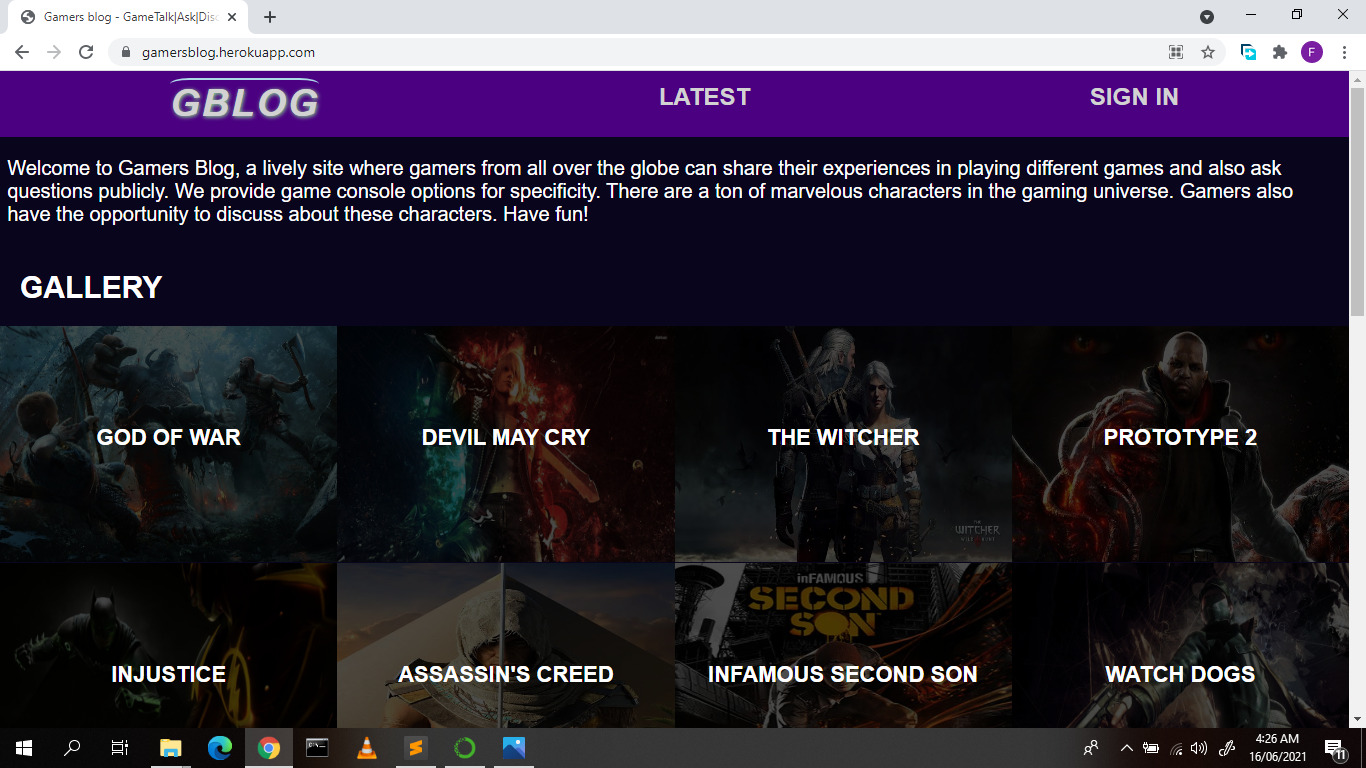 Gamers blog - GameTalk|Ask|Disc
gamersblog.herokuapp.com
F
GBLOG
LATEST
SIGN IN
Welcome to Gamers Blog, a lively site where gamers from all over the globe can share their experiences in playing different games and also ask
questions publicly. We provide game console options for specificity. There are a ton of marvelous characters in the gaming universe. Gamers also
have the opportunity to discuss about these characters. Have fun!
GALLERY
GOD OF WAR
DEVIL MAY CRY
THE WITCHER
PROTOTYPE 2
THE
WITCHER
WILD HUNT
inFAMOUS
SECOND
SON
INJUSTICE
ASSASSIN'S CREED
INFAMOUS SECOND SON
WATCH DOGS
4:26 AM
16/06/2021
11